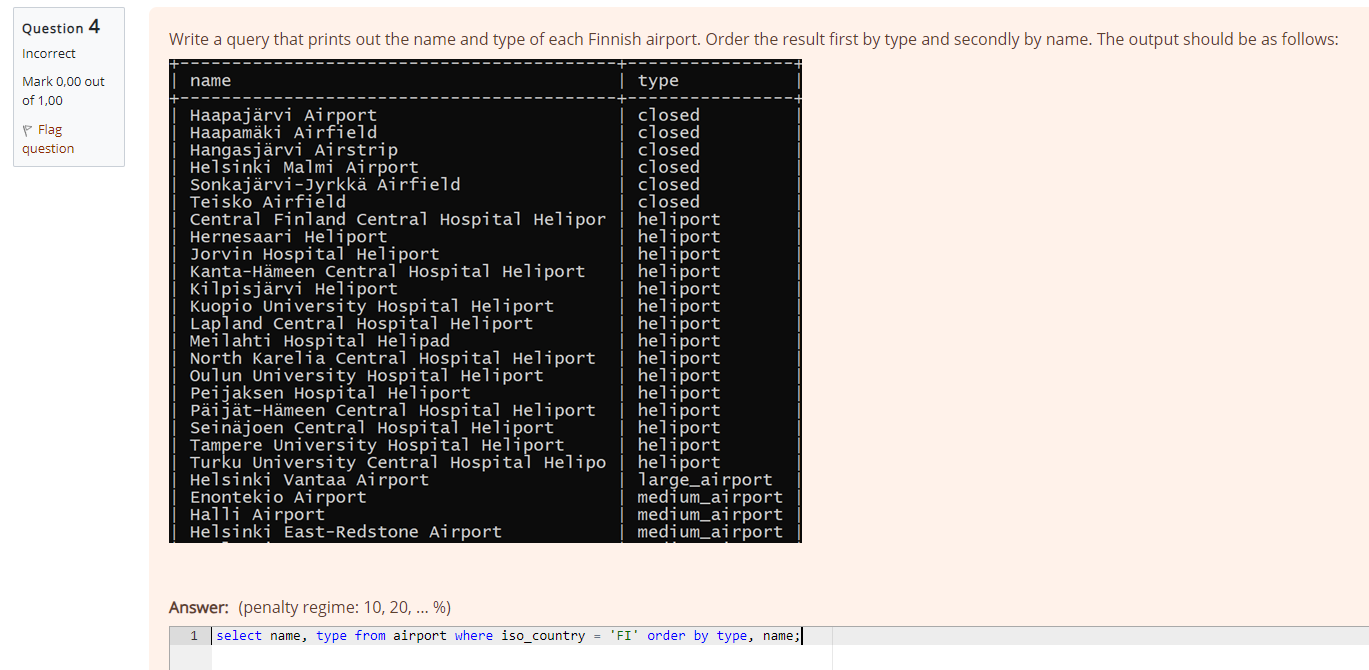 Question 4
Incorrect
Mark 0,00 out
of 1,00
Flag
question
Write a query that prints out the name and type of each Finnish airport. Order the result first by type and secondly by name. The output should be as follows:
| name | type |
| Haapajärvi Airport | closed |
| Haapamäki Airfield | closed |
| Hangasjärvi Airstrip | closed |
| Helsinki Malmi Airport | closed |
| Sonkajärvi-Jyrkkä Airfield | closed |
| Teisko Airfield | closed |
| Central Finland Central Hospital Helipor | heliport |
| Hernesaari Heliport | heliport |
| Jorvin Hospital Heliport | heliport |
| Kanta-Hämeen Central Hospital Heliport | heliport |
| Kilpisjärvi Heliport | heliport |
| Kuopio University Hospital Heliport | heliport |
| Lapland Central Hospital Heliport | heliport |
| Meilahti Hospital Helipad | heliport |
| North Karelia Central Hospital Heliport | heliport |
| Oulun University Hospital Heliport | heliport |
| Peijaksen Hospital Heliport | heliport |
| Päijät-Hämeen Central Hospital Heliport | heliport |
| Seinäjoen Central Hospital Heliport | heliport |
| Tampere University Hospital Heliport | heliport |
| Turku University Central Hospital Helipo | heliport |
| Helsinki Vantaa Airport | large_airport |
| Enontekio Airport | medium_airport |
| Halli Airport | medium_airport |
| Helsinki East-Redstone Airport | medium_airport |
Answer: (penalty regime: 10, 20, ... %)
1 select name, type from airport where iso_country = 'FI' order by type, name;